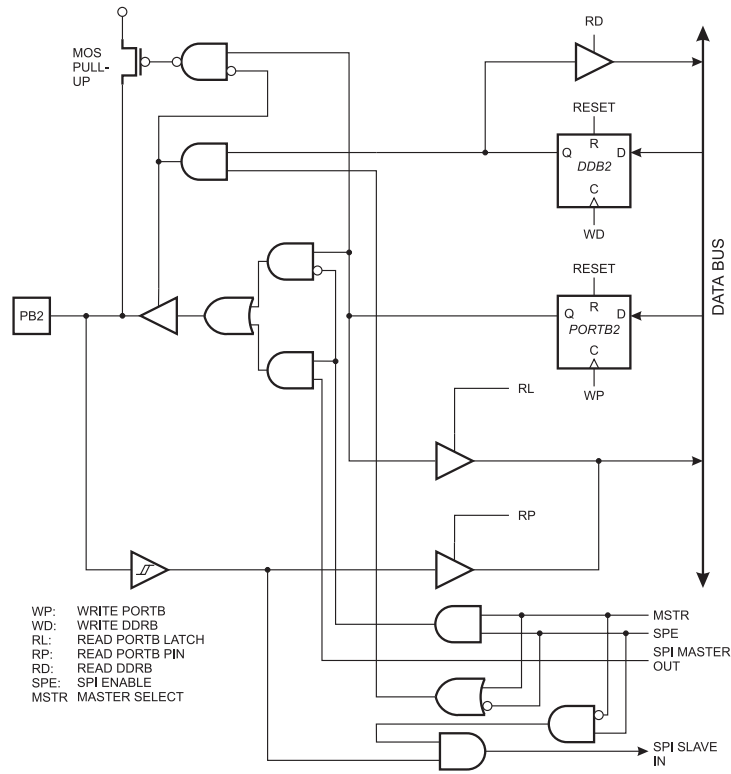 RD
MOS
PULL-
UP
RESET
R
Q
D
DDB2
C
WD
DATA BUS
RESET
R
Q
D
PB2
PORTB2
C
WP
RL
RP
WP: WRITE PORTB
WD: WRITE DDRB
RL: READ PORTB LATCH
RP: READ PORTB PIN
RD: READ DDRB
SPE: SPI ENABLE
MSTR MASTER SELECT
MSTR
SPE
SPI MASTER
OUT
SPI SLAVE
IN